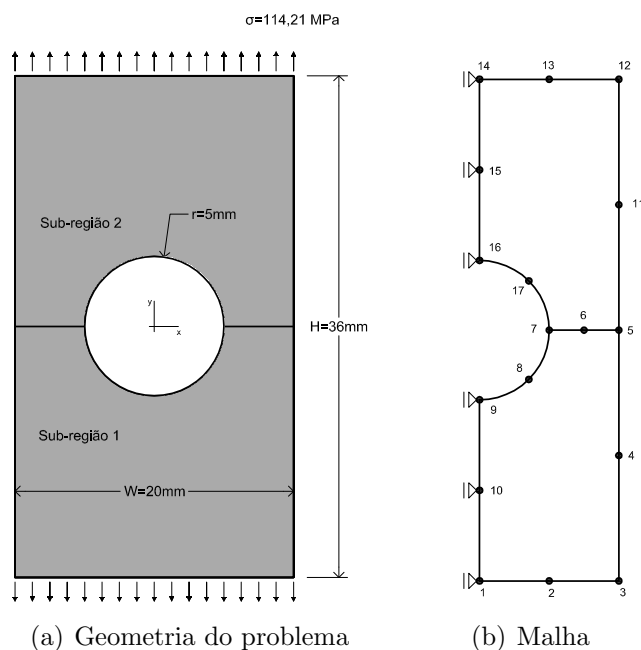 σ=114,21 MPa
Sub-região 2
r=5mm
y
x
H=36mm
Sub-região 1
W=20mm
14
13
12
15
11
16
17
7
6
5
8
9
4
10
1
2
3
(a) Geometria do problema
(b) Malha